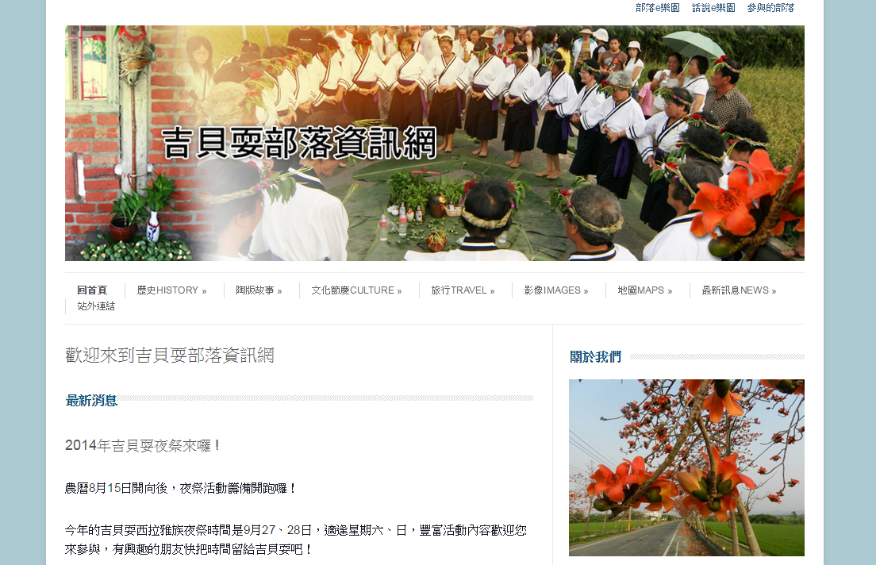 部落e樂園 話說e樂園 參與的部落
吉貝耍部落資訊網
回首頁 歷史HISTORY » 陶版故事 » 文化節慶CULTURE » 旅行TRAVEL » 影像IMAGES » 地圖MAPS » 最新訊息NEWS »
站外連結
歡迎來到吉貝耍部落資訊網
最新消息
2014年吉貝耍夜祭來囉！
農曆8月15日開向後，夜祭活動籌備開跑囉！
今年的吉貝耍西拉雅族夜祭時間是9月27、28日，適逢星期六、日，豐富活動內容歡迎您
來參與，有興趣的朋友快把時間留給吉貝耍吧！
關於我們